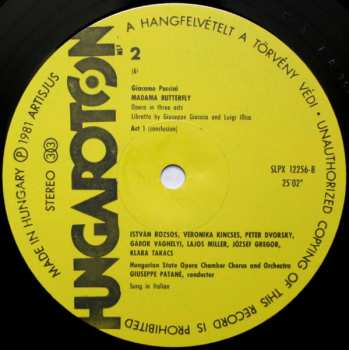 A HANGFELVÉTELT A TÖRVÉNY VÉDI · UNAUTHORIZED COPYING OF THIS RECORD IS PROHIBITED
MADE IN HUNGARY Ⓟ 1981 ARTISJUS
STEREO 33
HUNGAROTON
2
(A)
Giacomo Puccini
MADAMA BUTTERFLY
Opera in three acts
Libretto by Giuseppe Giacosa and Luigi Illica
Act 1 (conclusion)
SLPX 12256-B
25'02"
ISTVÁN ROZSOS, VERONIKA KINCSES, PETER DVORSKY,
GÁBOR VÁGHELYI, LAJOS MILLER, JÓZSEF GREGOR,
KLÁRA TAKÁCS
Hungarian State Opera Chamber Chorus and Orchestra
GIUSEPPE PATANÉ, conductor
Sung in Italian